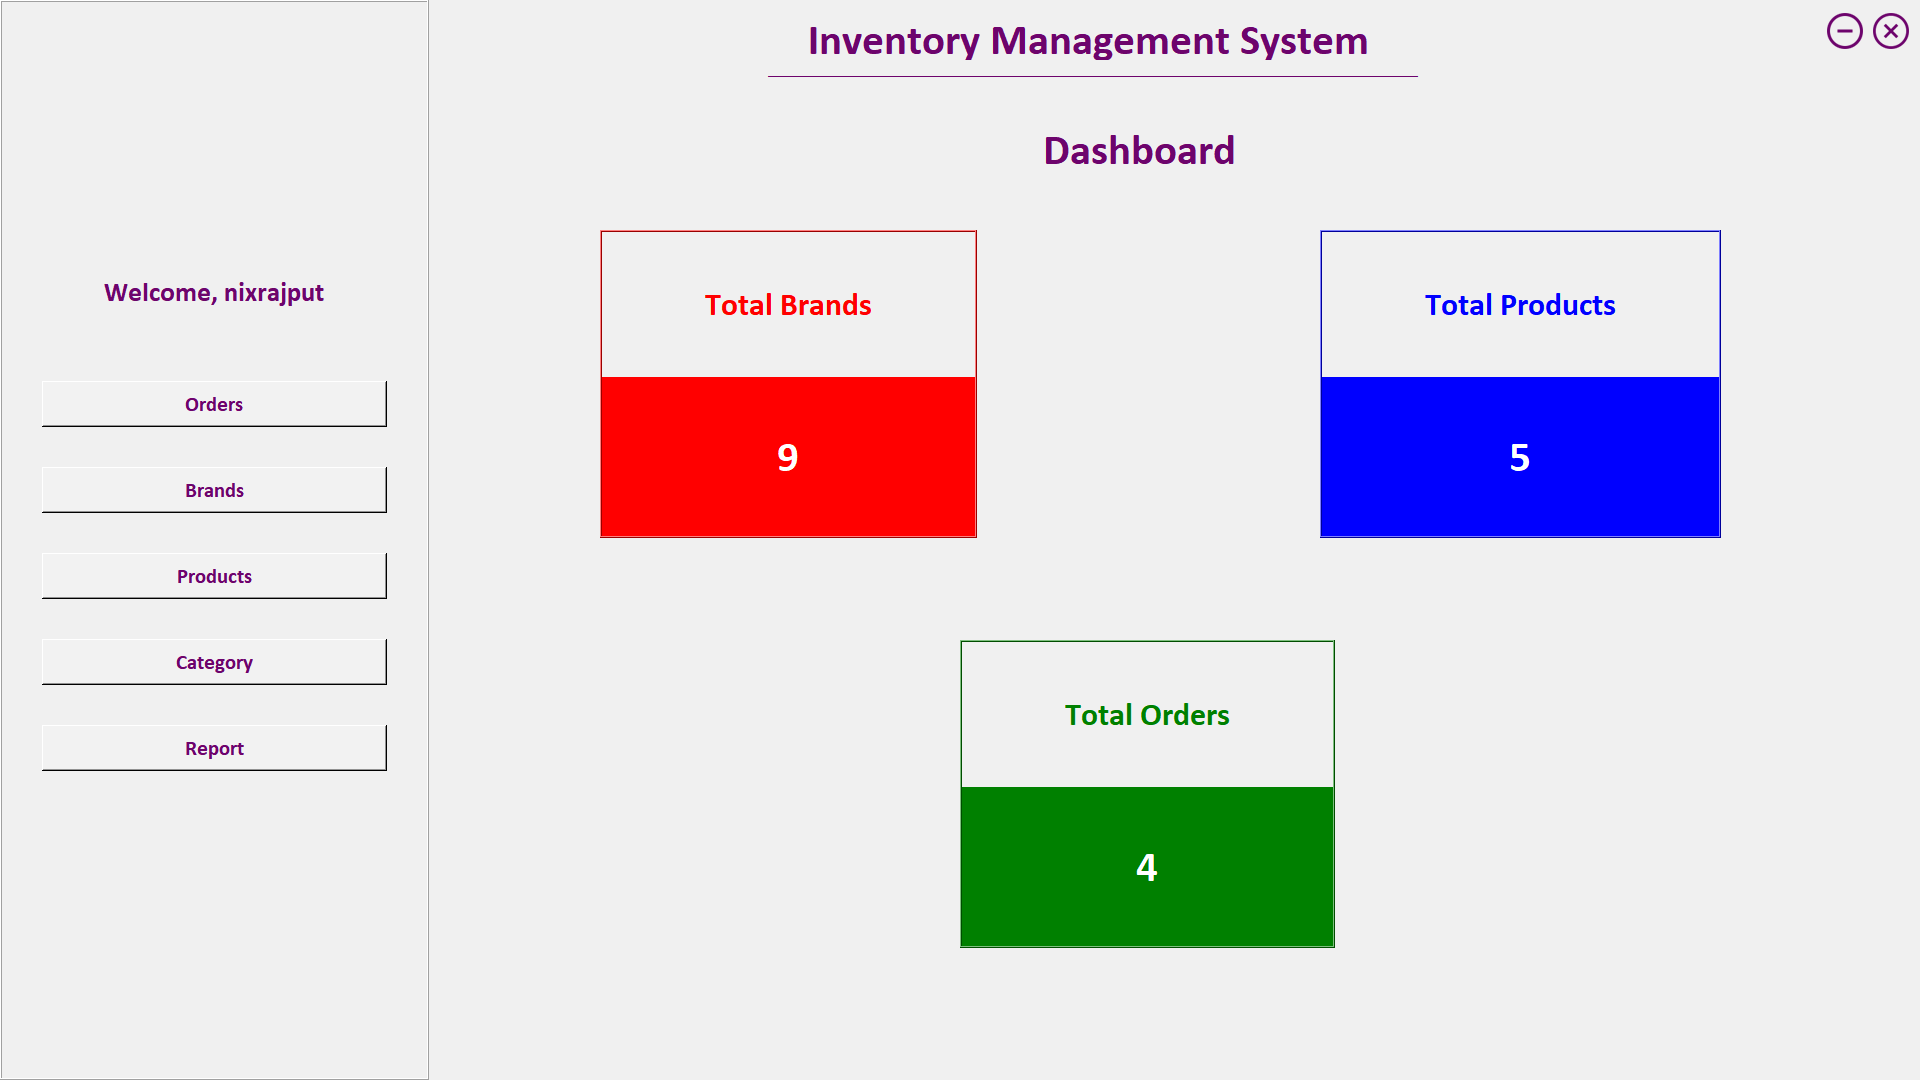 Inventory Management System
Dashboard
Welcome, nixrajput
Orders
Brands
Products
Category
Report
Total Brands
9
Total Products
5
Total Orders
4